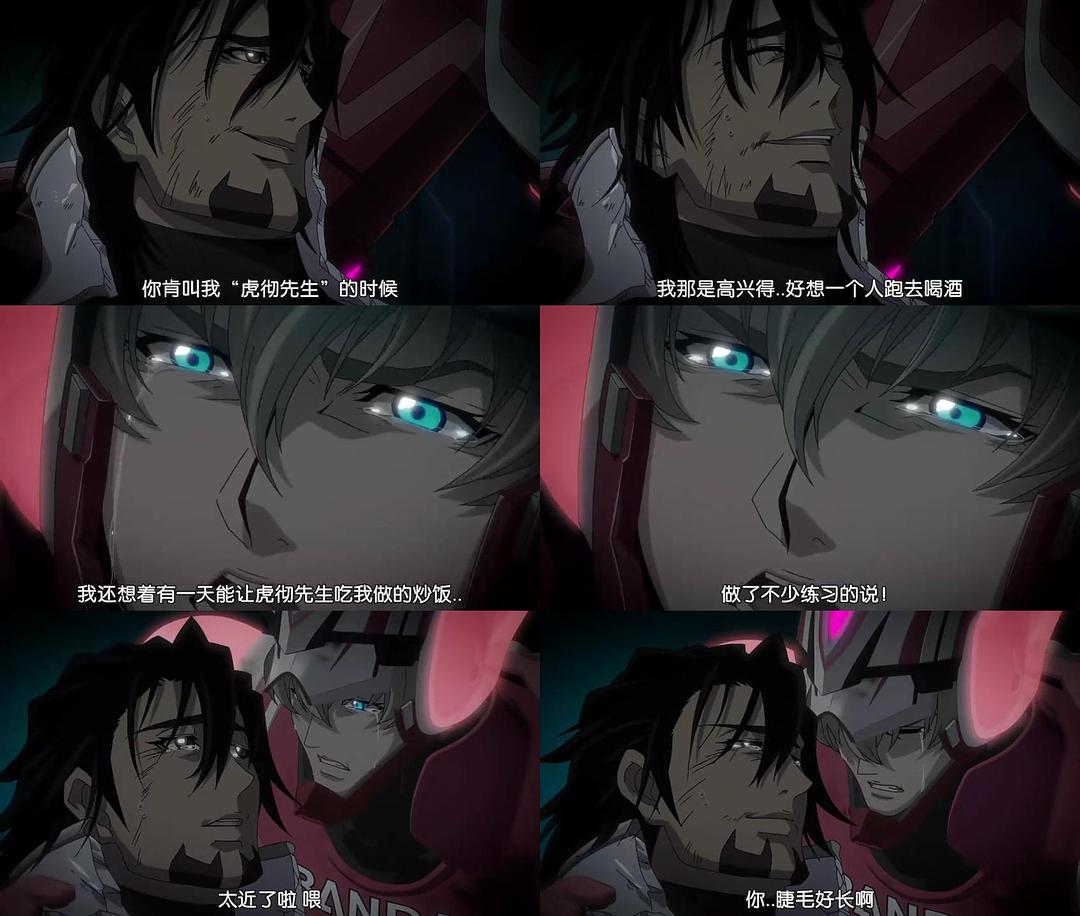 你肯叫我“虎彻先生”的时候
我那是高兴得..好想一个人跑去喝酒
我还想着有一天能让虎彻先生吃我做的炒饭..
做了不少练习的说!
太近了啦 喂
BANDA
你..睫毛好长啊
BAND